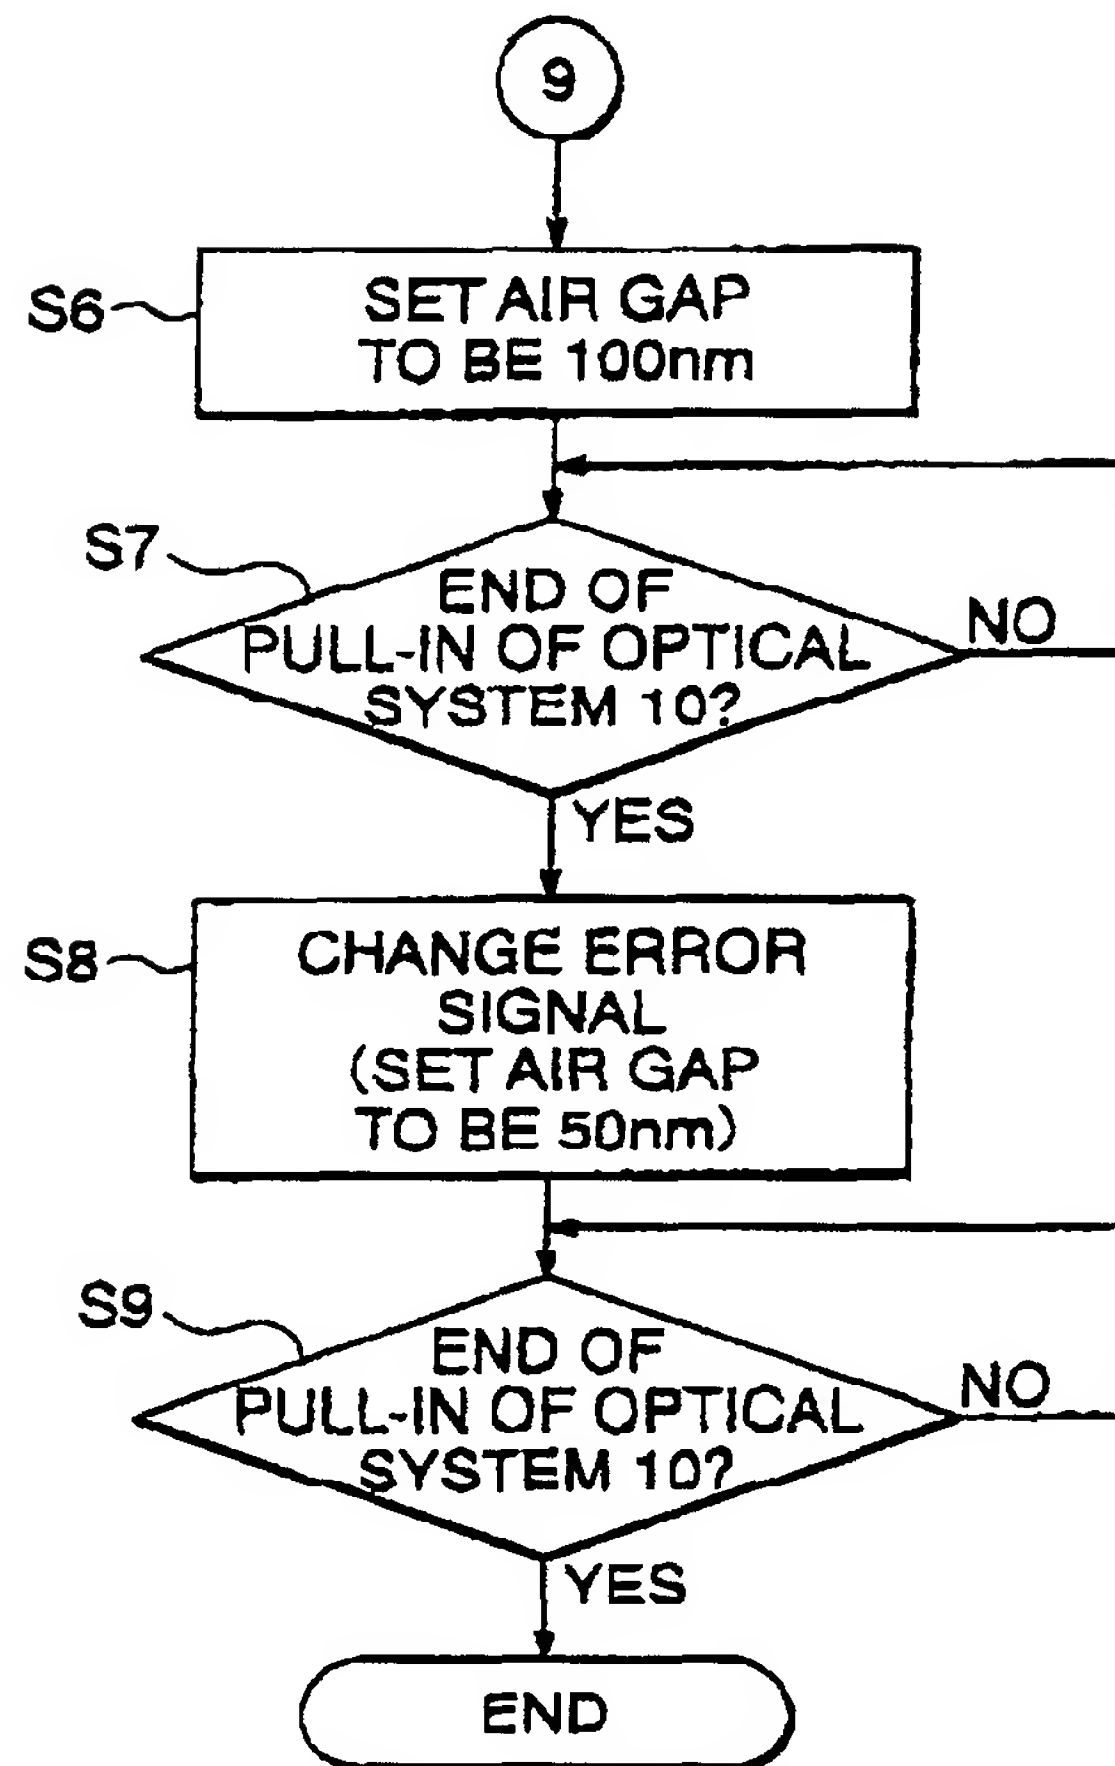 9
S6
SET AIR GAP
TO BE 100nm
S7
END OF
PULL-IN OF OPTICAL
SYSTEM 10?
NO
YES
S8
CHANGE ERROR
SIGNAL
(SET AIR GAP
TO BE 50nm)
S9
END OF
PULL-IN OF OPTICAL
SYSTEM 10?
NO
YES
END